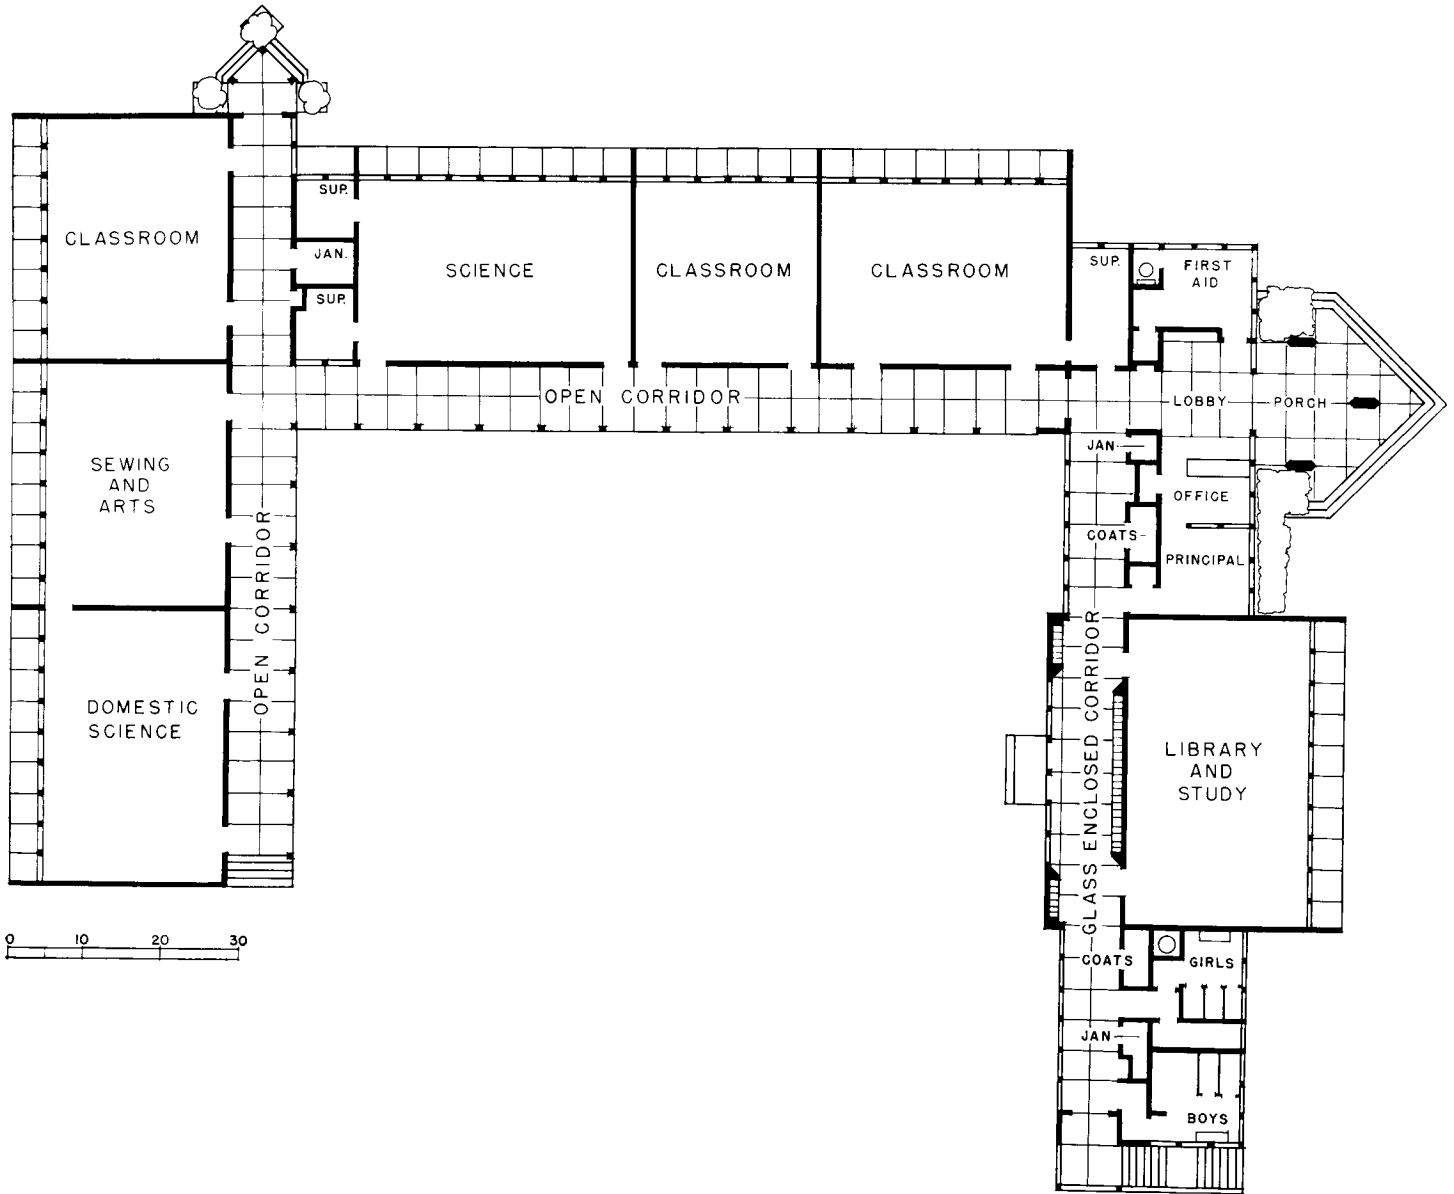 SUP.
CLASSROOM
JAN.
SUP.
SCIENCE
CLASSROOM
CLASSROOM
SUP.
FIRST
AID
OPEN CORRIDOR
LOBBY
PORCH
JAN
OFFICE
COATS
PRINCIPAL
SEWING
AND
ARTS
OPEN CORRIDOR
DOMESTIC
SCIENCE
GLASS ENCLOSED CORRIDOR
LIBRARY
AND
STUDY
0 10 20 30
COATS
GIRLS
JAN
BOYS